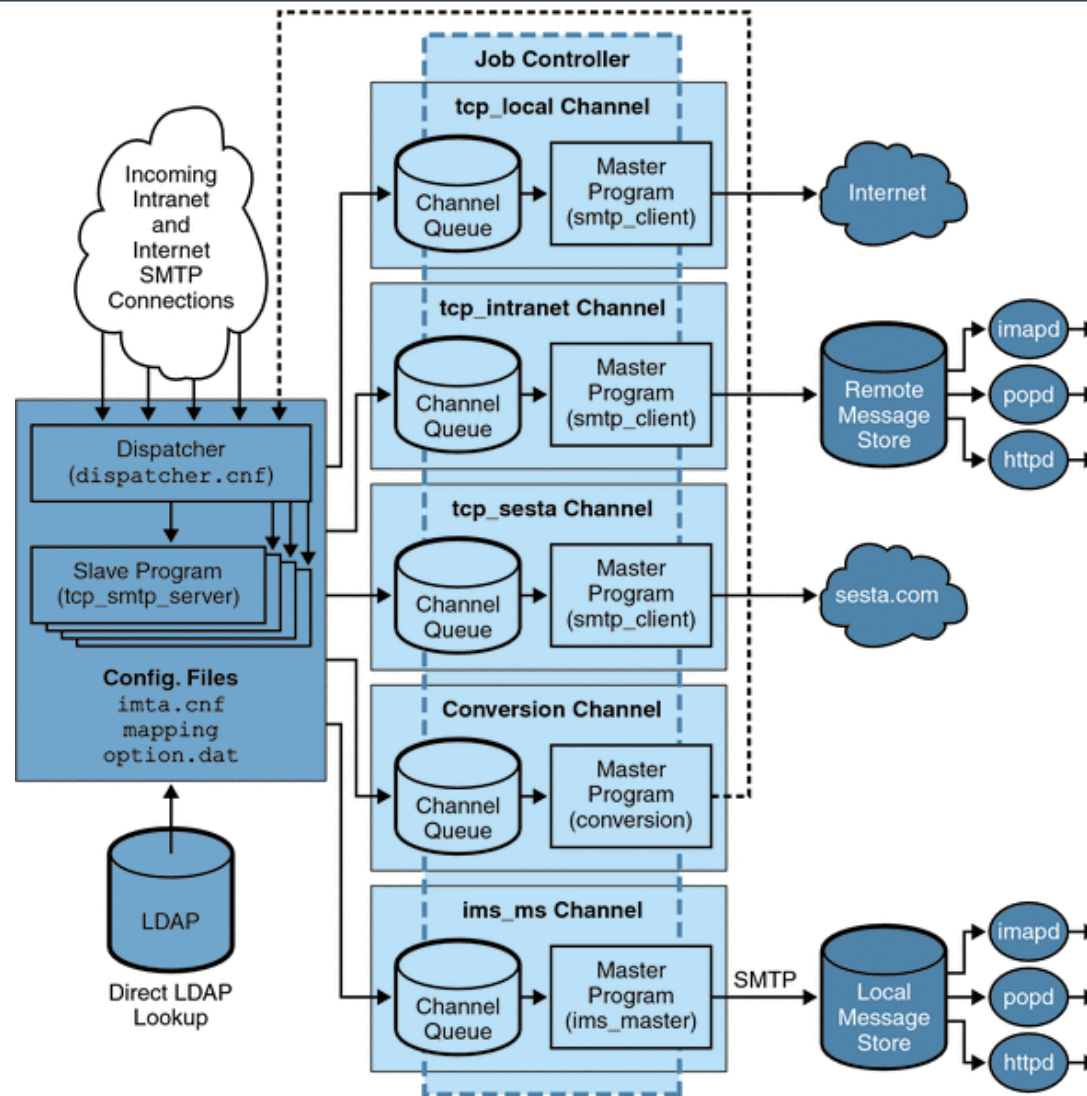 Job Controller
tcp_local Channel
Channel
Queue
Master
Program
(smtp_client)
Internet
Incoming
Intranet
and
Internet
SMTP
Connections
tcp_intranet Channel
Channel
Queue
Master
Program
(smtp_client)
Remote
Message
Store
imapd
popd
httpd
Dispatcher
(dispatcher.cnf)
Slave Program
(tcp_smtp_server)
Config. Files
imta.cnf
mapping
option.dat
tcp_sesta Channel
Channel
Queue
Master
Program
(smtp_client)
sesta.com
Conversion Channel
Channel
Queue
Master
Program
(conversion)
LDAP
Direct LDAP
Lookup
ims_ms Channel
Channel
Queue
Master
Program
(ims_master)
SMTP
Local
Message
Store
imapd
popd
httpd